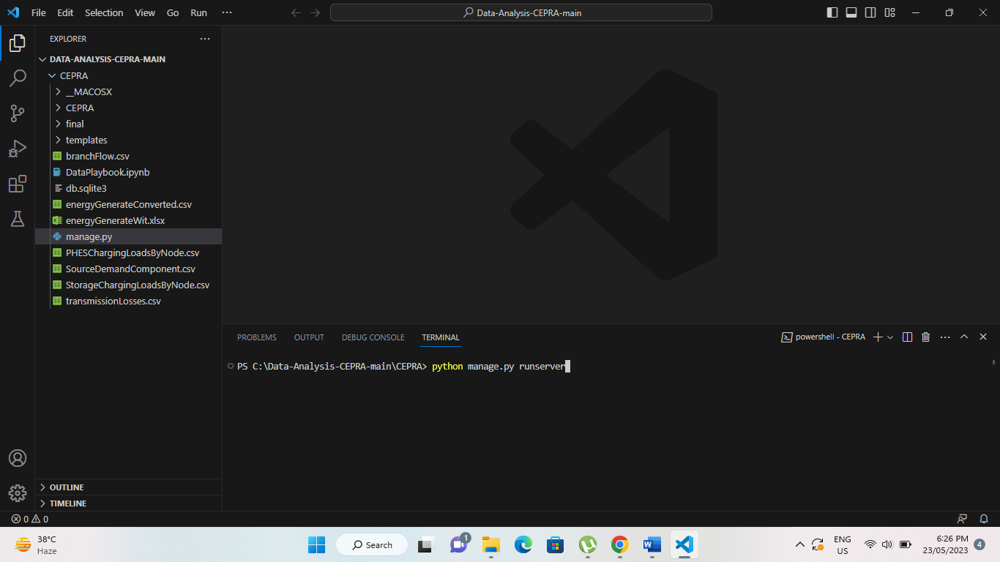 File Edit Selection View Go Run ···
Data-Analysis-CEPRA-main
EXPLORER ···
DATA-ANALYSIS-CEPRA-MAIN
CEPRA
__MACOSX
CEPRA
final
templates
branchFlow.csv
DataPlaybook.ipynb
db.sqlite3
energyGenerateConverted.csv
energyGenerateWit.xlsx
manage.py
PHESChargingLoadsByNode.csv
SourceDemandComponent.csv
StorageChargingLoadsByNode.csv
transmissionLosses.csv
OUTLINE
TIMELINE
PROBLEMS OUTPUT DEBUG CONSOLE TERMINAL powershell - CEPRA ···
PS C:\Data-Analysis-CEPRA-main\CEPRA> python manage.py runserver
0 0
38°C
Haze
Search
1
ENG
US
6:26 PM
23/05/2023
4